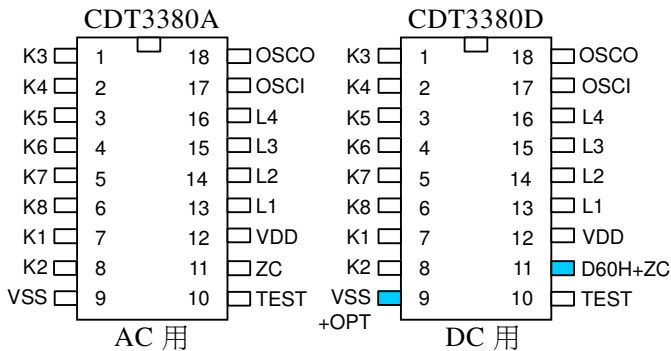 CDT3380A CDT3380D
K3 1 18 OSCO K3 1 18 OSCO
K4 2 17 OSCI K4 2 17 OSCI
K5 3 16 L4 K5 3 16 L4
K6 4 15 L3 K6 4 15 L3
K7 5 14 L2 K7 5 14 L2
K8 6 13 L1 K8 6 13 L1
K1 7 12 VDD K1 7 12 VDD
K2 8 11 ZC K2 8 11 D60H+ZC
VSS 9 10 TEST VSS 9 10 TEST
+OPT
AC 用 DC 用